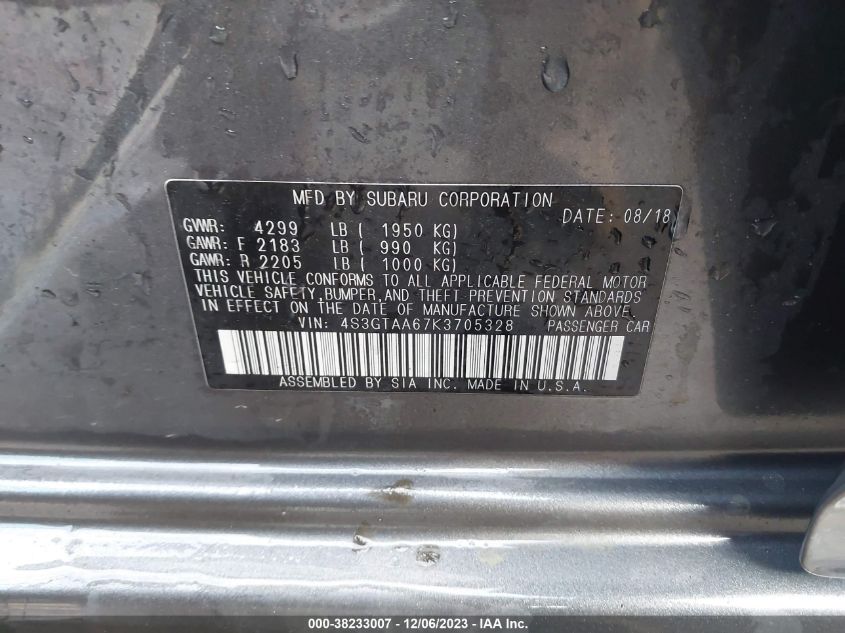 MFD BY SUBARU CORPORATION
DATE: 08/18
GVWR: 4299 LB ( 1950 KG)
GAWR: F 2183 LB ( 990 KG)
GAWR: R 2205 LB ( 1000 KG)
THIS VEHICLE CONFORMS TO ALL APPLICABLE FEDERAL MOTOR
VEHICLE SAFETY, BUMPER, AND THEFT PREVENTION STANDARDS
IN EFFECT ON THE DATE OF MANUFACTURE SHOWN ABOVE.
VIN: 4S3GTAA67K3705328 PASSENGER CAR
ASSEMBLED BY SIA INC. MADE IN U.S.A.
000-38233007 - 12/06/2023 - IAAI.COM